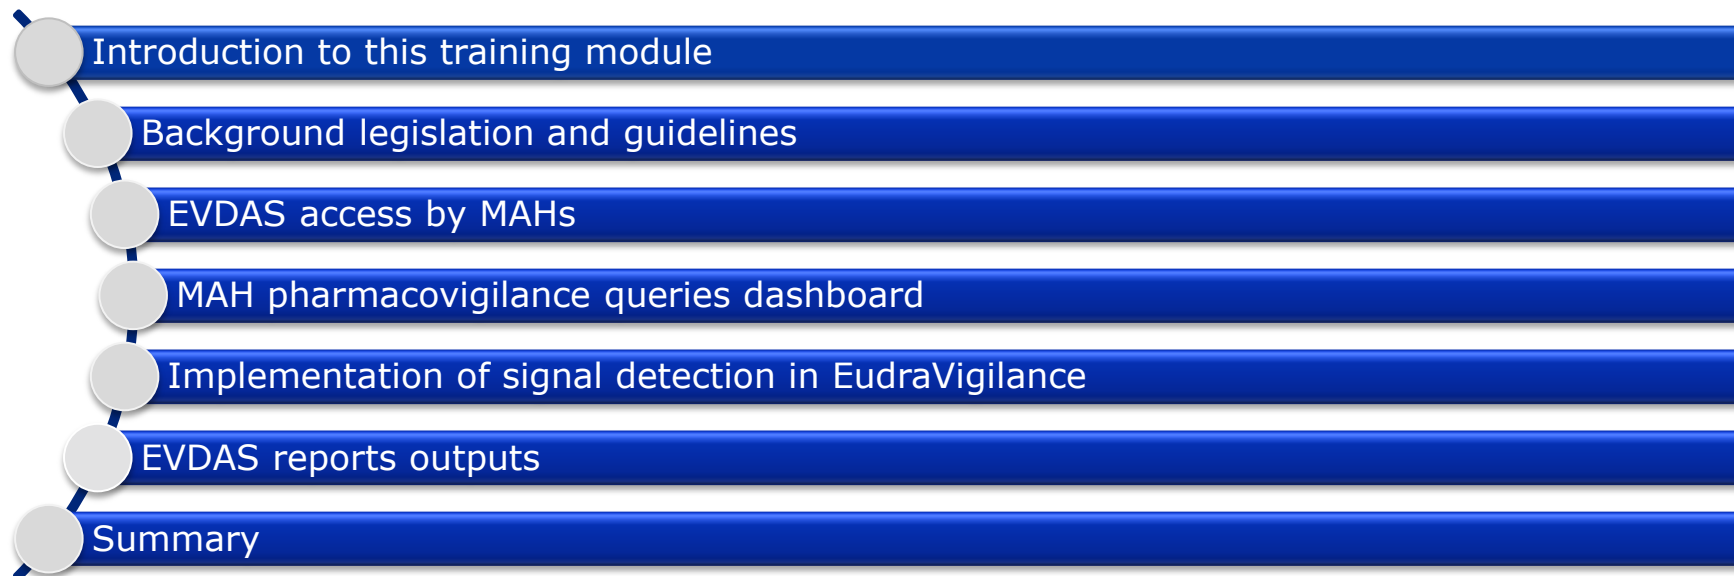 Introduction to this training module
Background legislation and guidelines
EVDAS access by MAHs
MAH pharmacovigilance queries dashboard
Implementation of signal detection in EudraVigilance
EVDAS reports outputs
Summary